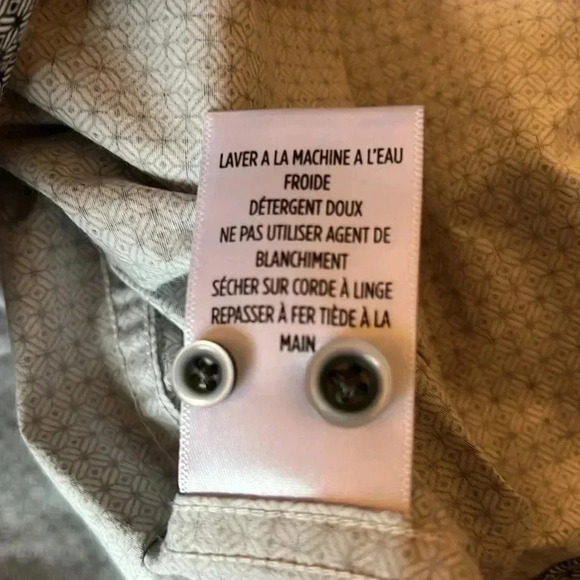 LAVER A LA MACHINE A L'EAU
FROIDE
DÉTERGENT DOUX
NE PAS UTILISER AGENT DE
BLANCHIMENT
SÉCHER SUR CORDE À LINGE
REPASSER À FER TIÈDE À LA
MAIN